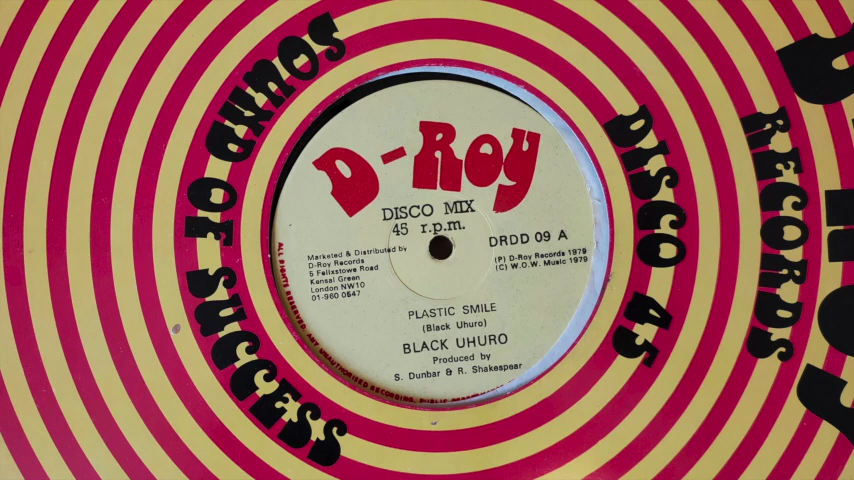 SOUND OF SUCCESS
DISCO 45
RECORDS
D-Roy
DISCO MIX
45 r.p.m.
DRDD 09 A
Marketed & Distributed by
D-Roy Records
5 Felixstowe Road
Kensal Green
London NW10
01-960 0547
(P) D-Roy Records 1979
(C) W.O.W. Music 1979
PLASTIC SMILE
(Black Uhuro)
BLACK UHURO
Produced by
S. Dunbar & R. Shakespear
ALL RIGHTS RESERVED. ANY UNAUTHORISED RECORDING, PUBLIC